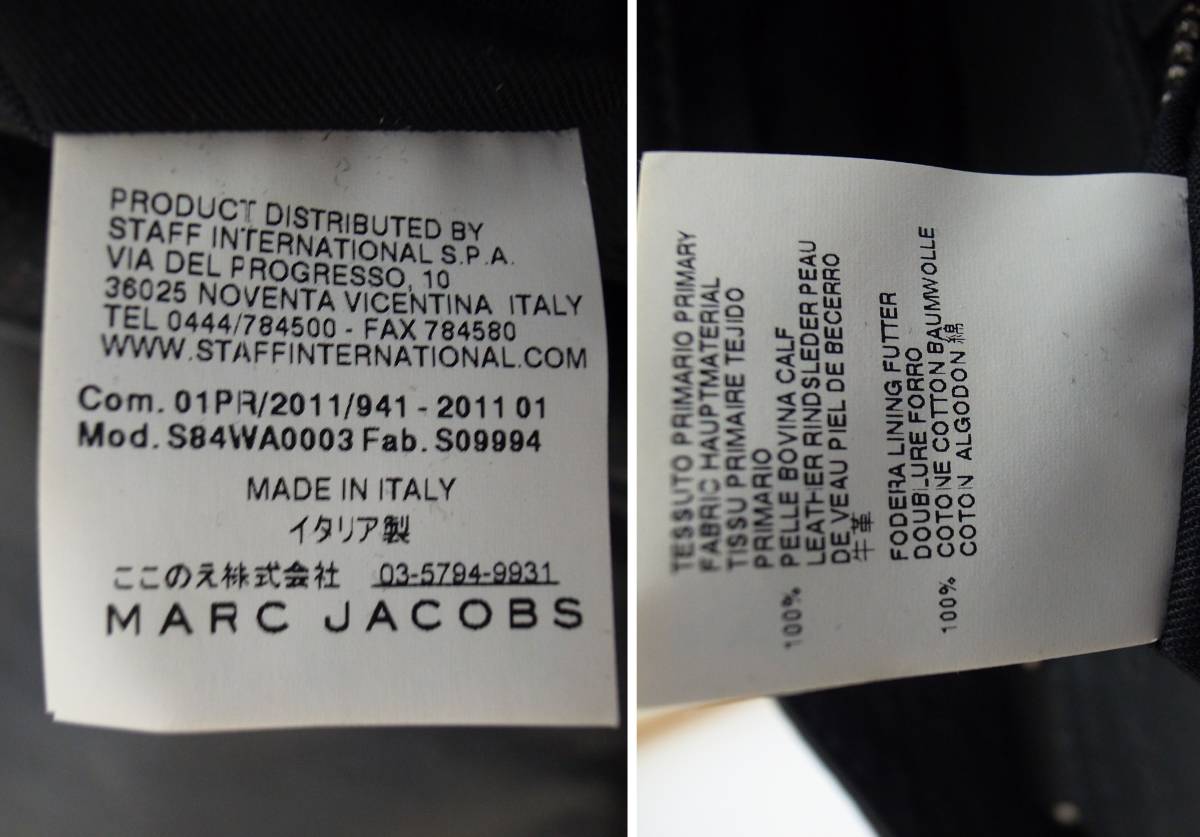 PRODUCT DISTRIBUTED BY
STAFF INTERNATIONAL S.P.A.
VIA DEL PROGRESSO, 10
36025 NOVENTA VICENTINA ITALY
TEL 0444/784500 - FAX 784580
WWW.STAFFINTERNATIONAL.COM
Com. 01PR/2011/941 - 2011 01
Mod. S84WA0003 Fab. S09994
MADE IN ITALY
イタリア製
ここのえ株式会社 03-5794-9931
MARC JACOBS
TESSUTO PRIMARIO PRIMARY
FABRIC HAUPTMATERIAL
TISSU PRIMAIRE TEJIDO
PRIMARIO
100% PELLE BOVINA CALF
LEATHER RINDSLEDER PEAU
DE VEAU PIEL DE BECERRO
牛革
FODERA LINING FUTTER
DOUBLURE FORRO
100% COTONE COTTON BAUMWOLLE
COTON ALGODON 綿